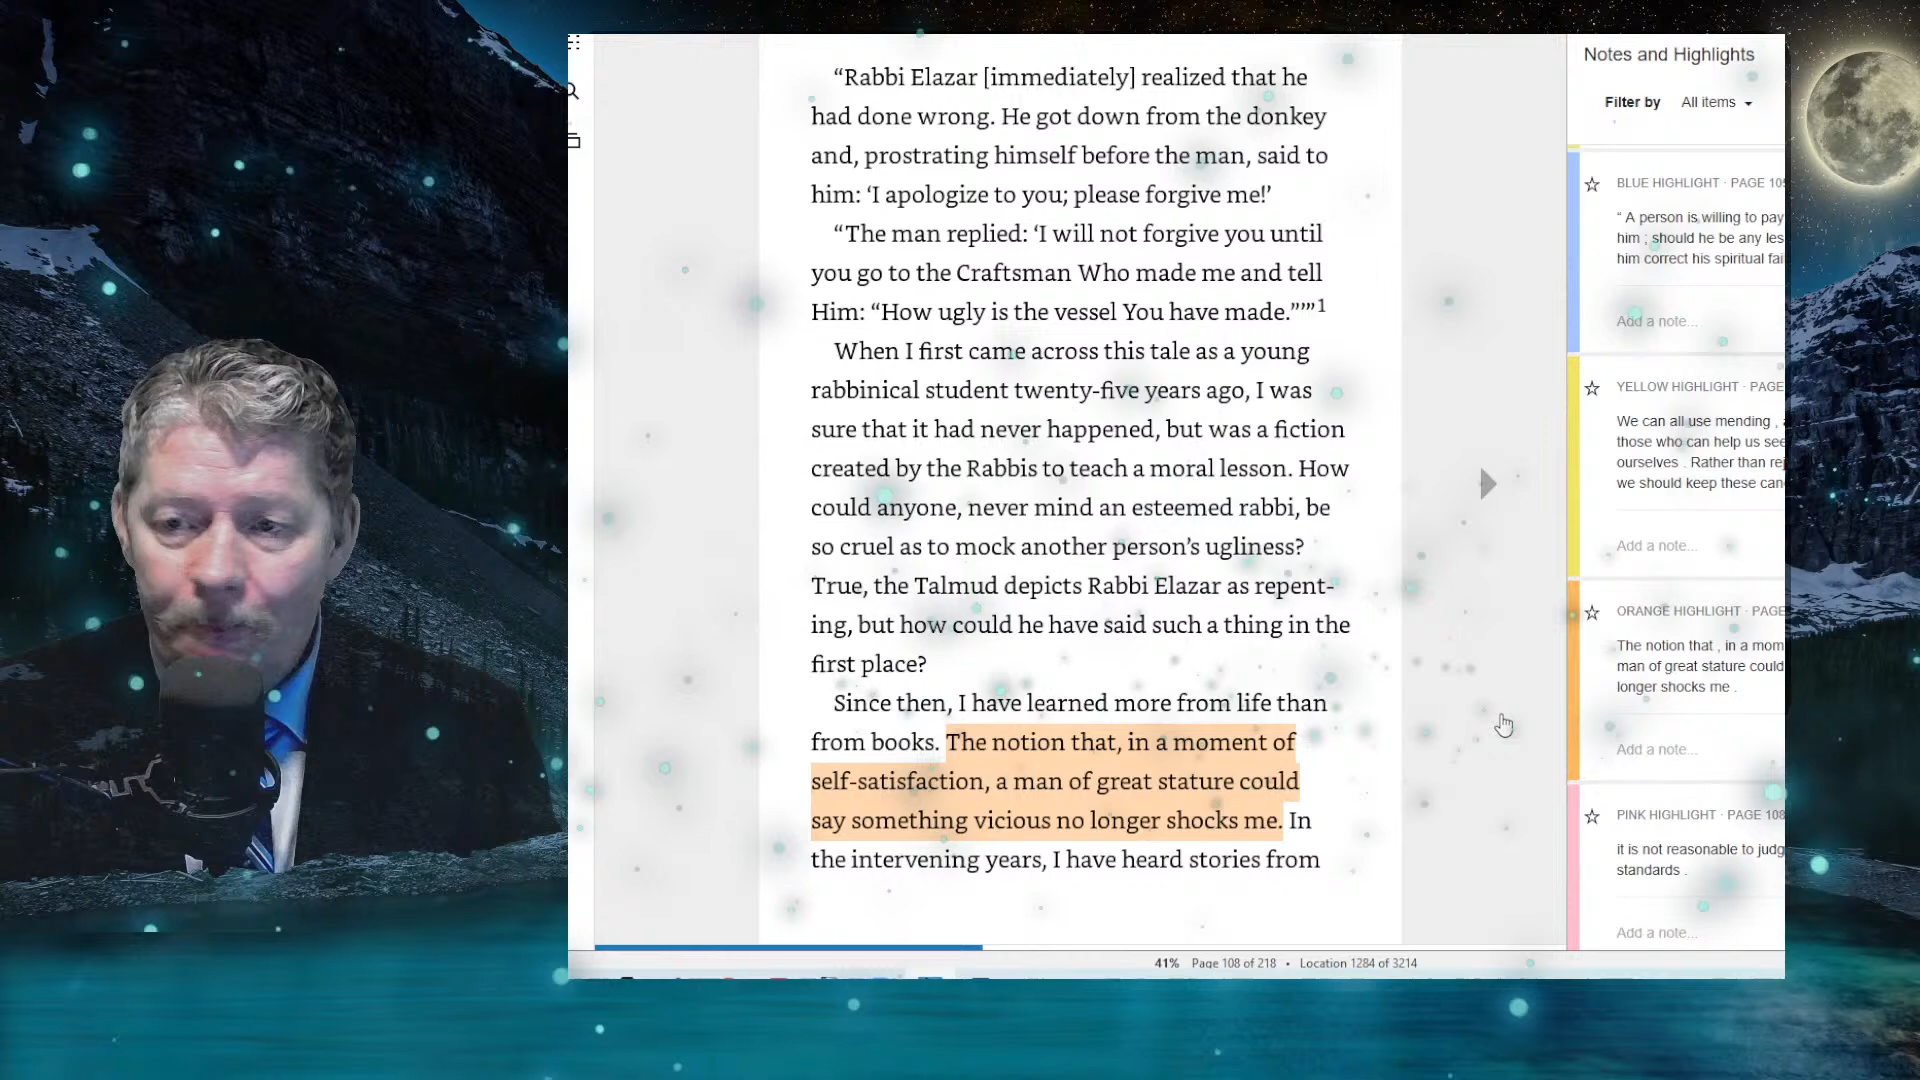 “Rabbi Elazar [immediately] realized that he
had done wrong. He got down from the donkey
and, prostrating himself before the man, said to
him: ‘I apologize to you; please forgive me!’
“The man replied: ‘I will not forgive you until
you go to the Craftsman Who made me and tell
Him: “How ugly is the vessel You have made.”’”1
When I first came across this tale as a young
rabbinical student twenty-five years ago, I was
sure that it had never happened, but was a fiction
created by the Rabbis to teach a moral lesson. How
could anyone, never mind an esteemed rabbi, be
so cruel as to mock another person’s ugliness?
True, the Talmud depicts Rabbi Elazar as repent-
ing, but how could he have said such a thing in the
first place?
Since then, I have learned more from life than
from books. The notion that, in a moment of
self-satisfaction, a man of great stature could
say something vicious no longer shocks me. In
the intervening years, I have heard stories from
41% Page 108 of 218 • Location 1284 of 3214
Notes and Highlights
Filter by All items
BLUE HIGHLIGHT · PAGE 105
“ A person is willing to pay
him ; should he be any les
him correct his spiritual fai
Add a note...
YELLOW HIGHLIGHT · PAGE
We can all use mending ,
those who can help us see
ourselves . Rather than rej
we should keep these can
Add a note...
ORANGE HIGHLIGHT · PAGE
The notion that , in a mom
man of great stature could
longer shocks me .
Add a note...
PINK HIGHLIGHT · PAGE 108
it is not reasonable to judg
standards .
Add a note...